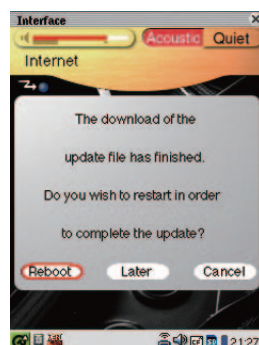 Interface
Acoustic Quiet
Internet
The download of the
update file has finished.
Do you wish to restart in order
to complete the update?
Reboot Later Cancel
21:27